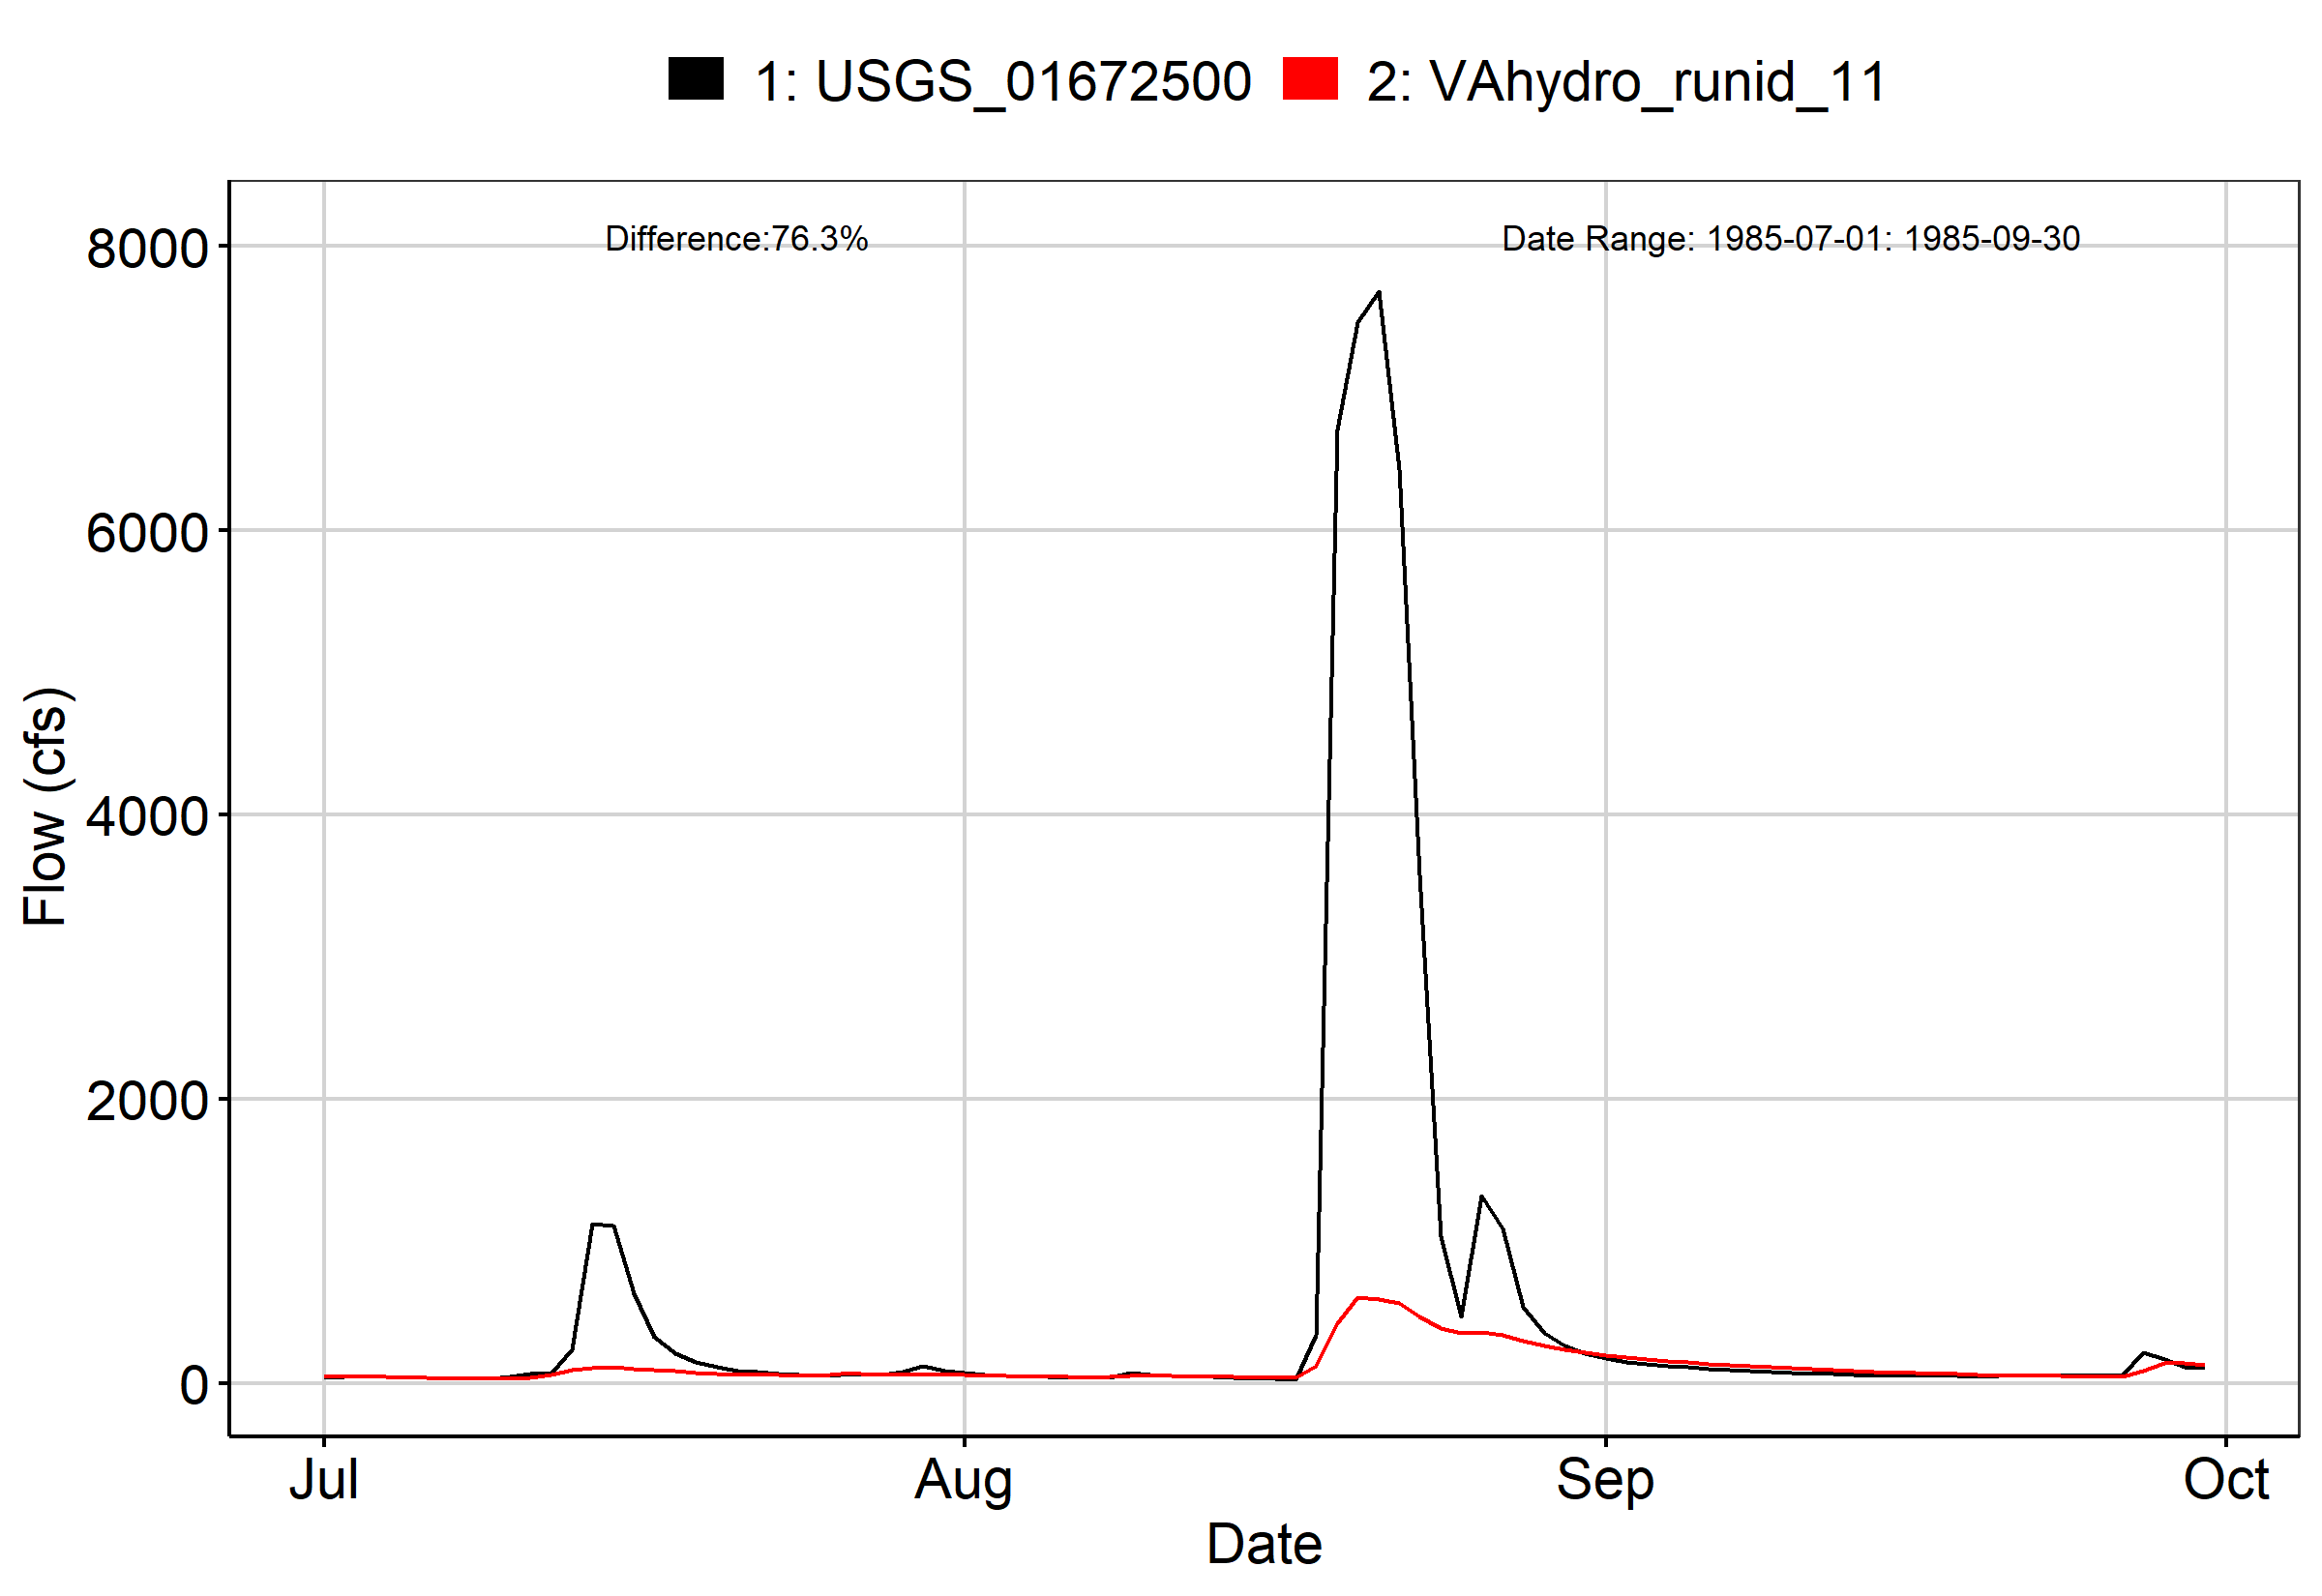 1: USGS_01672500 2: VAhydro_runid_11
Difference:76.3% Date Range: 1985-07-01: 1985-09-30
8000
6000
4000
2000
0
Flow (cfs)
Jul Aug Sep Oct
Date